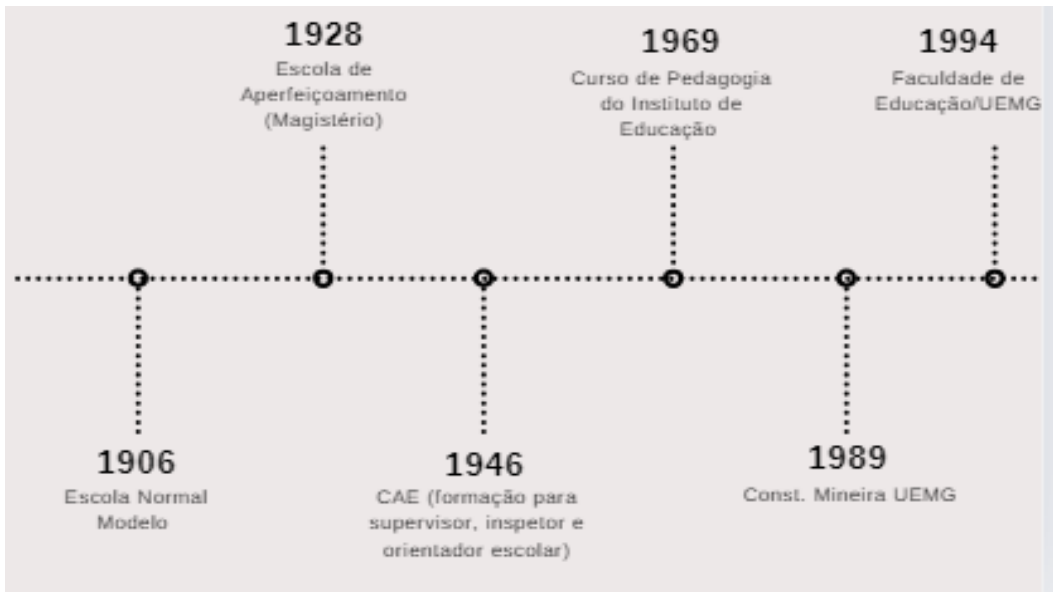 1928
Escola de
Aperfeiçoamento
(Magistério)
1969
Curso de Pedagogia
do Instituto de
Educação
1994
Faculdade de
Educação/UEMG
1906
Escola Normal
Modelo
1946
CAE (formação para
supervisor, inspetor e
orientador escolar)
1989
Const. Mineira UEMG